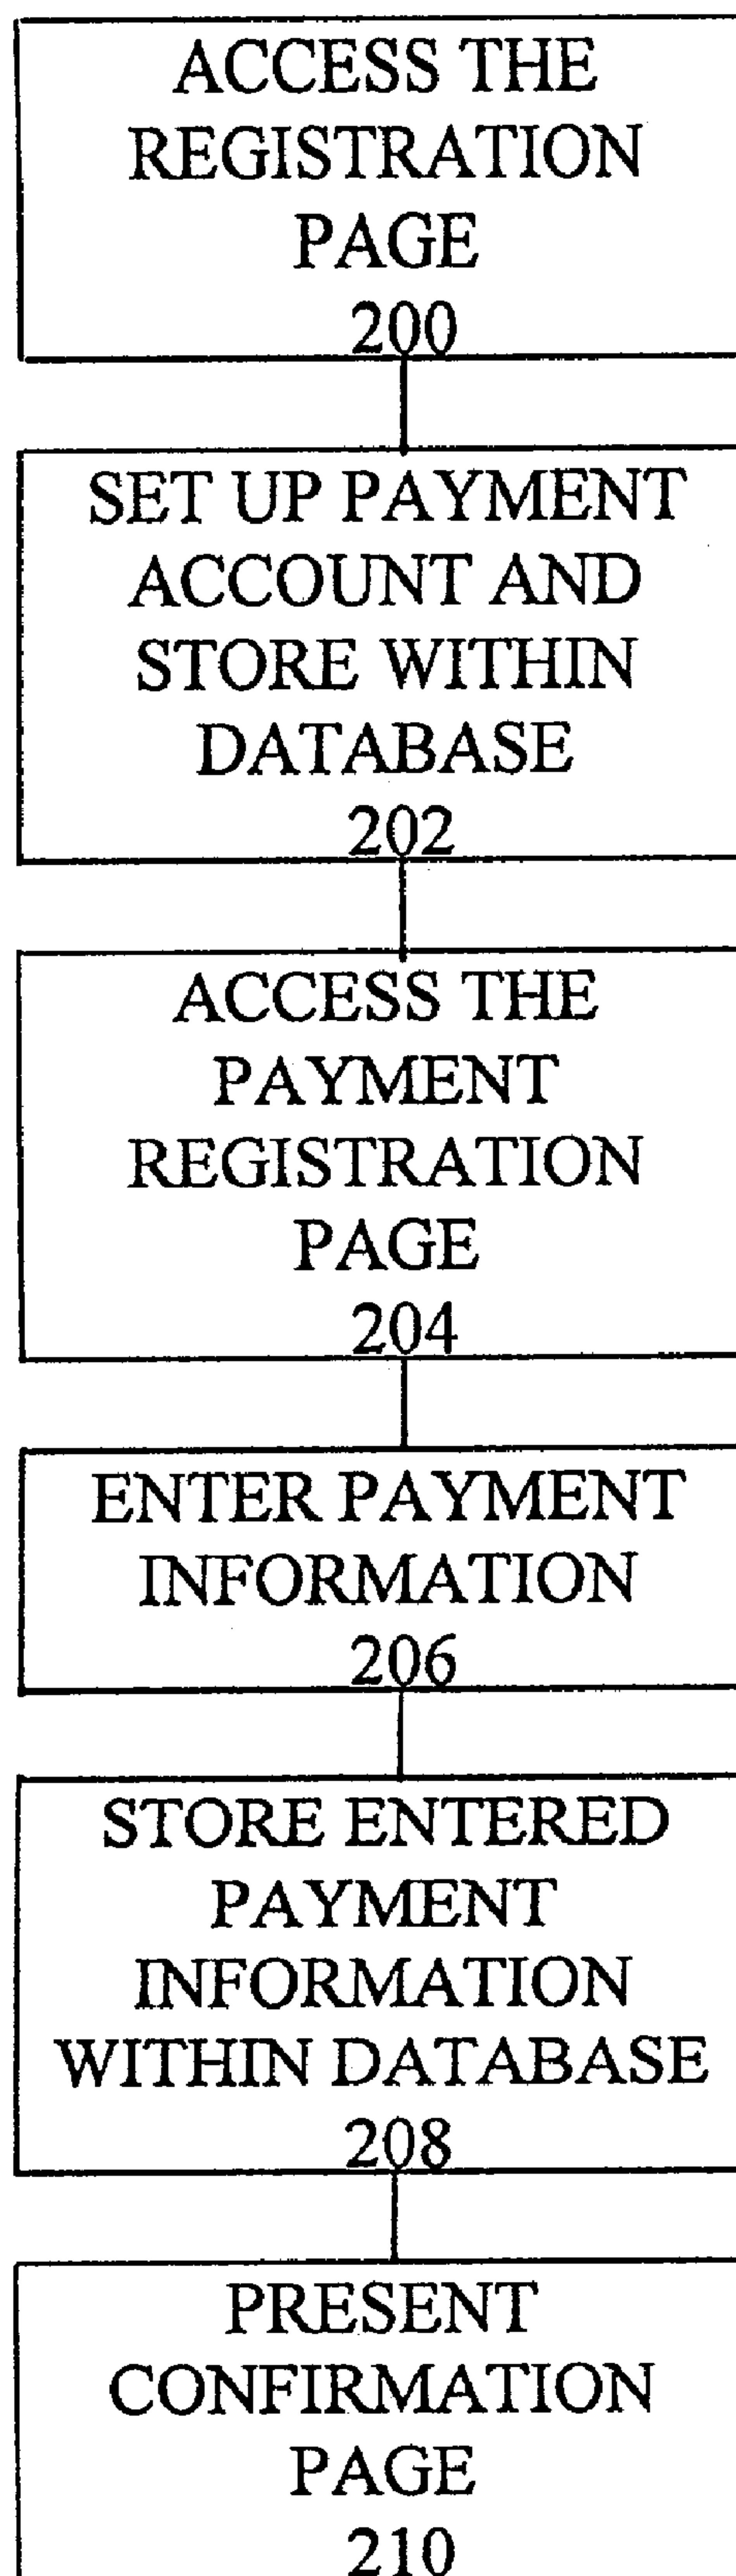 ACCESS THE
REGISTRATION
PAGE
200
SET UP PAYMENT
ACCOUNT AND
STORE WITHIN
DATABASE
202
ACCESS THE
PAYMENT
REGISTRATION
PAGE
204
ENTER PAYMENT
INFORMATION
206
STORE ENTERED
PAYMENT
INFORMATION
WITHIN DATABASE
208
PRESENT
CONFIRMATION
PAGE
210